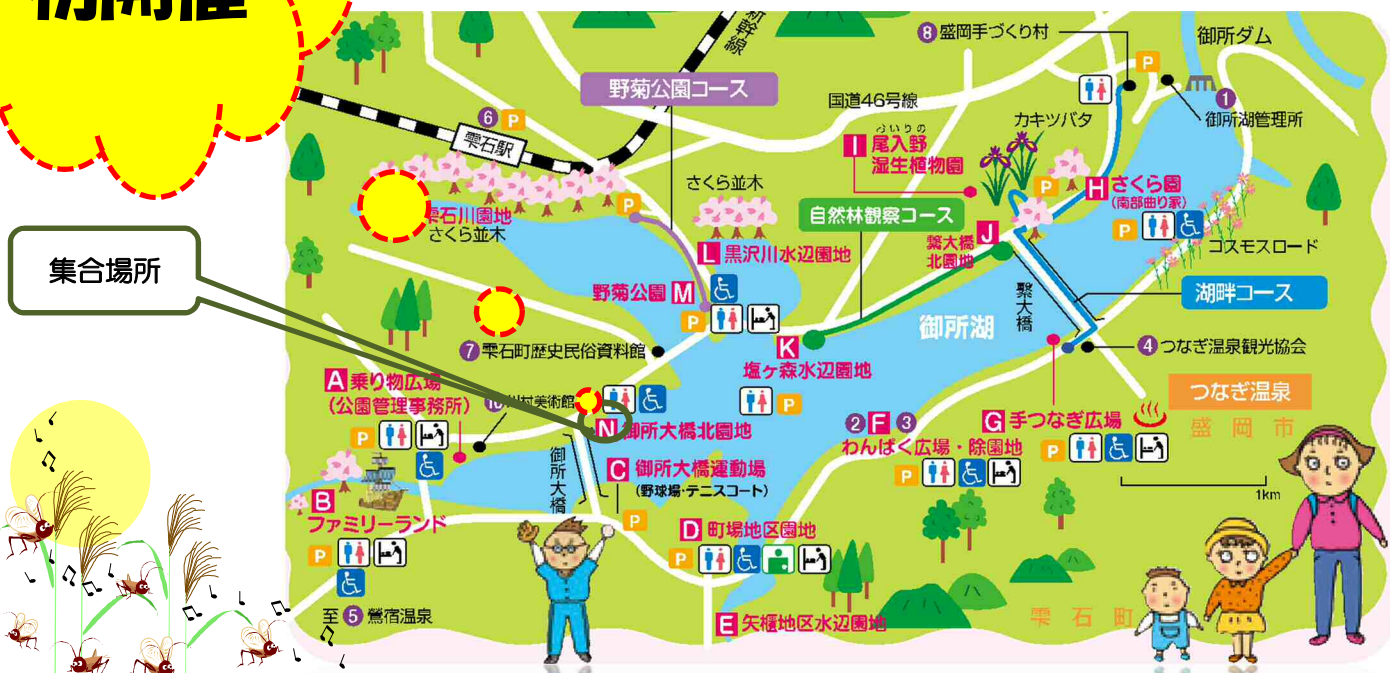 初開催
新幹線
8 盛岡手づくり村
御所ダム
P
野菊公園コース
国道46号線
1
御所湖管理所
6 P
雫石駅
カキツバタ
ぶいりの
I 尾入野
湿生植物園
さくら並木
P
H さくら園
(南部曲り家)
P
雫石川園地
さくら並木
P
自然林観察コース
J
繋大橋
北園地
コスモスロード
集合場所
L 黒沢川水辺園地
野菊公園 M
P
湖畔コース
繋大橋
御所湖
K
塩ヶ森水辺園地
P
4 つなぎ温泉観光協会
7 雫石町歴史民俗資料館
つなぎ温泉
盛岡市
A 乗り物広場
(公園管理事務所)
P
村美術館
N 御所大橋北園地
2 F 3
わんぱく広場・除園地
P
G 手つなぎ広場
P
1km
御所大橋
C 御所大橋運動場
(野球場・テニスコート)
P
B
ファミリーランド
P
D 町場地区園地
P
至 5 鶯宿温泉
E 矢櫃地区水辺園地
雫石町